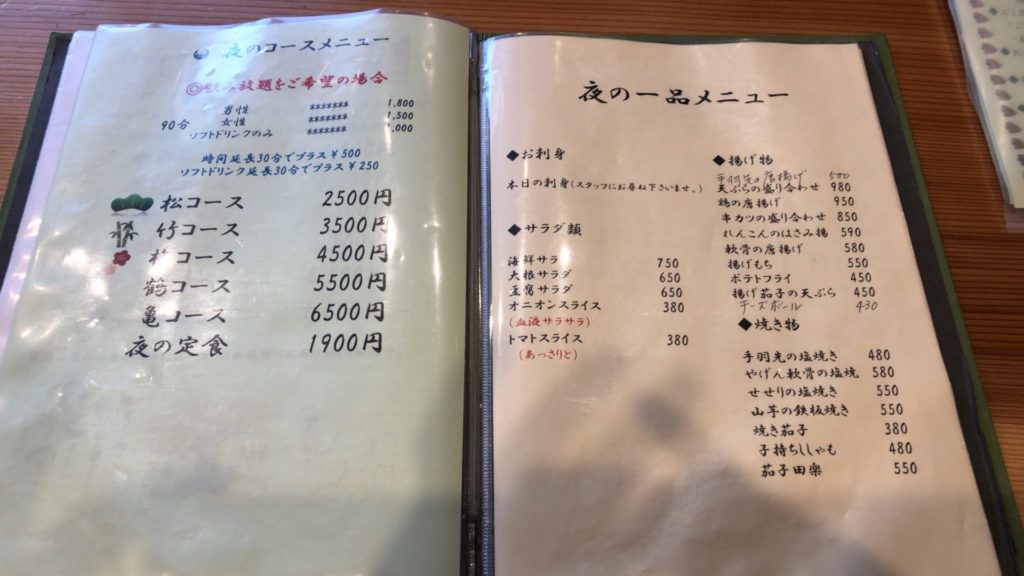 夜のコースメニュー
◎飲み放題をご希望の場合
男性 ******* 1,800
90分 女性 ******* 1,500
ソフトドリンクのみ ******* ,000
時間延長30分でプラス¥500
ソフトドリンク延長30分でプラス¥250
松コース 2500円
竹コース 3500円
梅コース 4500円
鶴コース 5500円
亀コース 6500円
夜の定食 1900円
夜の一品メニュー
◆お刺身
本日の刺身(スタッフにお尋ね下さいませ。)
◆サラダ類
海鮮サラダ 750
大根サラダ 650
豆腐サラダ 650
オニオンスライス 380
(血液サラサラ)
トマトスライス 380
(あっさりと)
◆揚げ物
手羽先の唐揚げ 500
天ぷらの盛り合わせ 980
鶏の唐揚げ 950
串カツの盛り合わせ 850
れんこんのはさみ揚 590
軟骨の唐揚げ 580
揚げもち 550
ポテトフライ 450
揚げ茄子の天ぷら 450
チーズボール 430
◆焼き物
手羽先の塩焼き 480
やげん軟骨の塩焼 580
せせりの塩焼き 550
山芋の鉄板焼き 550
焼き茄子 380
子持ちししゃも 480
茄子田楽 550